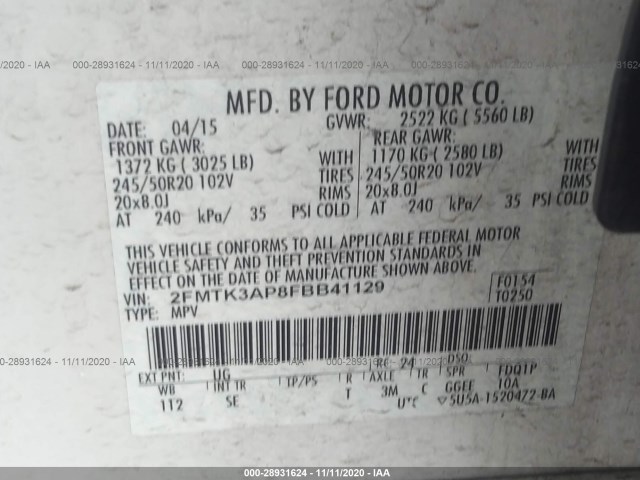 000-28931624 - 11/11/2020 - IAA
MFD. BY FORD MOTOR CO.
DATE: 04/15 GVWR: 2522 KG ( 5560 LB)
FRONT GAWR: REAR GAWR:
1372 KG ( 3025 LB) WITH 1170 KG ( 2580 LB) WITH
245/50R20 102V TIRES 245/50R20 102V TIRES
20x8.0J RIMS 20x8.0J RIMS
AT 240 kPa/ 35 PSI COLD AT 240 kPa/ 35 PSI COLD
THIS VEHICLE CONFORMS TO ALL APPLICABLE FEDERAL MOTOR
VEHICLE SAFETY AND THEFT PREVENTION STANDARDS IN
EFFECT ON THE DATE OF MANUFACTURE SHOWN ABOVE.
VIN: 2FMTK3AP8FBB41129 F0154
TYPE: MPV T0250
RC: 24 DSO:
EXT PNT: UG FDQ1P
WB INT TR TP/PS R AXLE TR SPR 10A
112 SE T 3M C GGEE
UTC 5U5A-1520472-BA
000-28931624 - 11/11/2020 - IAA